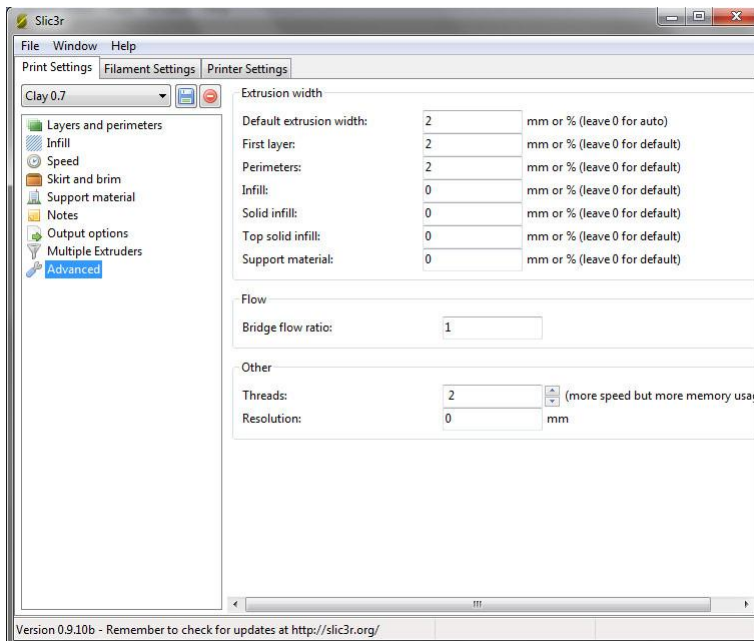 Slic3r
File Window Help
Print Settings Filament Settings Printer Settings
Clay 0.7
Layers and perimeters
Infill
Speed
Skirt and brim
Support material
Notes
Output options
Multiple Extruders
Advanced
Extrusion width
Default extrusion width: 2 mm or % (leave 0 for auto)
First layer: 2 mm or % (leave 0 for default)
Perimeters: 2 mm or % (leave 0 for default)
Infill: 0 mm or % (leave 0 for default)
Solid infill: 0 mm or % (leave 0 for default)
Top solid infill: 0 mm or % (leave 0 for default)
Support material: 0 mm or % (leave 0 for default)
Flow
Bridge flow ratio: 1
Other
Threads: 2 (more speed but more memory usa
Resolution: 0 mm
Version 0.9.10b - Remember to check for updates at http://slic3r.org/